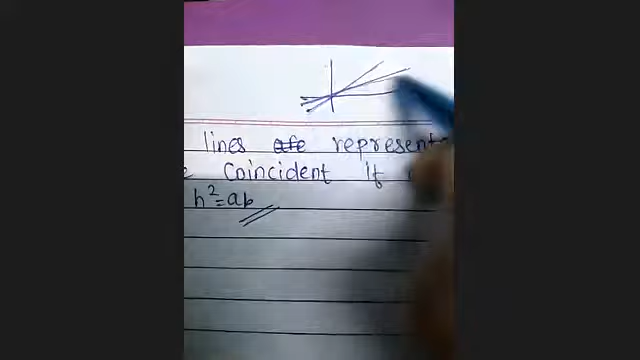 lines are represent
Coincident If
h²=ab